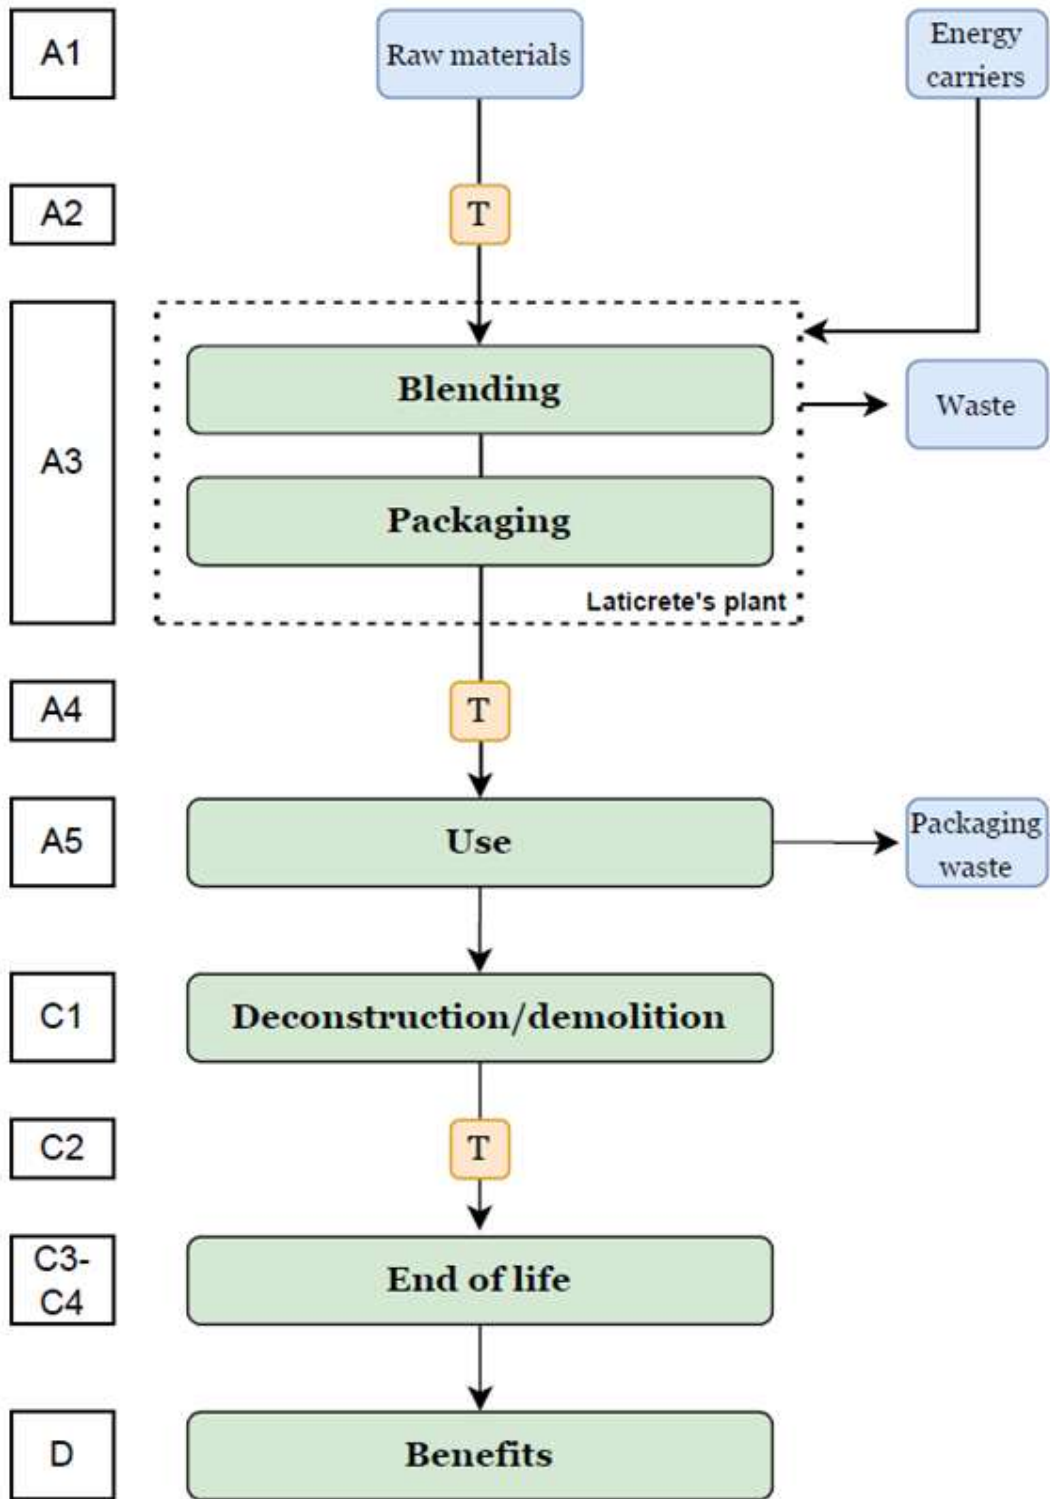 A1
Raw materials
Energy
carriers
A2
T
A3
Blending
Waste
Packaging
Laticrete's plant
A4
T
A5
Use
Packaging
waste
C1
Deconstruction/demolition
C2
T
C3-
C4
End of life
D
Benefits